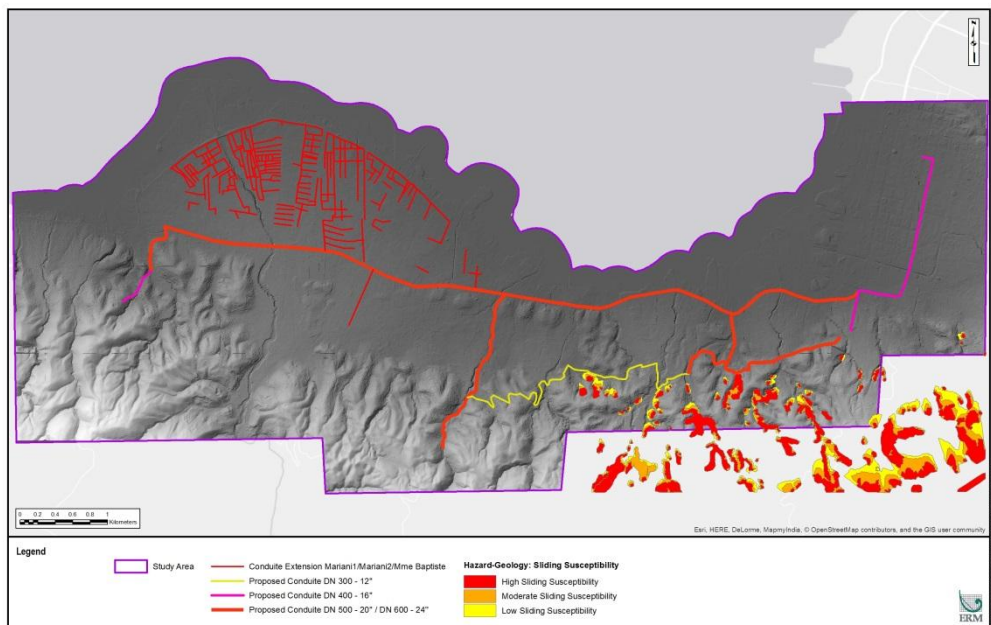 0 0.2 0.4 0.6 0.8 1
Kilometers
Esri, HERE, DeLorme, MapmyIndia, © OpenStreetMap contributors, and the GIS user community
Legend
Study Area
Conduite Extension Mariani1/Mariani2/Mme Baptiste
Proposed Conduite DN 300 - 12"
Proposed Conduite DN 400 - 16"
Proposed Conduite DN 500 - 20" / DN 600 - 24"
Hazard-Geology: Sliding Susceptibility
High Sliding Susceptibility
Moderate Sliding Susceptibility
Low Sliding Susceptibility
ERM